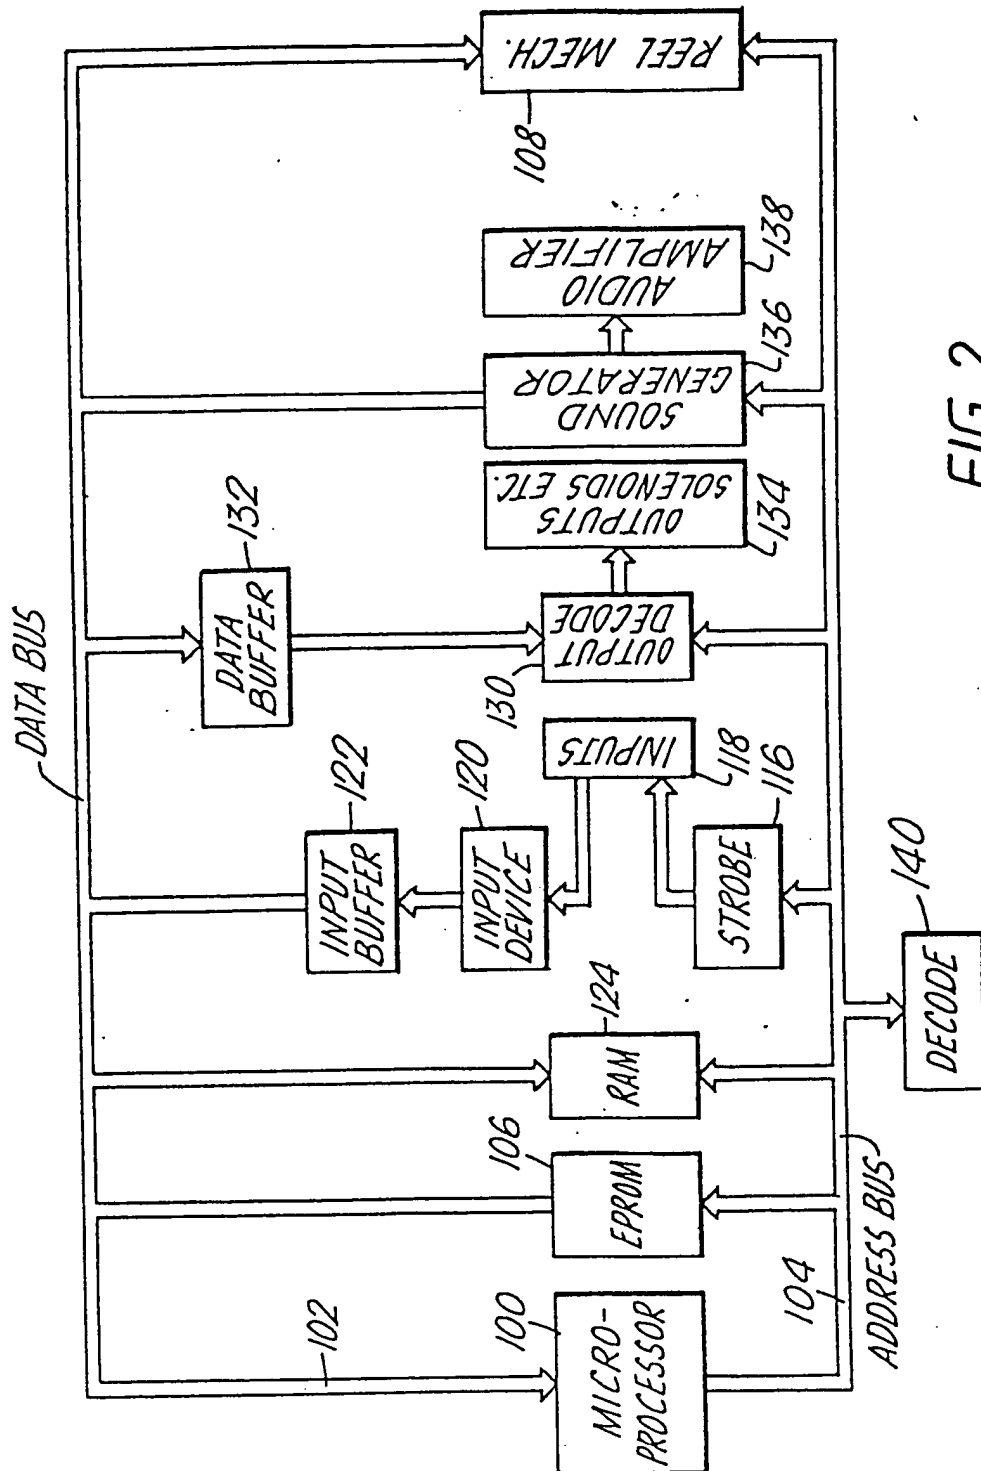 DATA BUS
102
100
MICRO-
PROCESSOR
106
EPROM
124
RAM
122
INPUT
BUFFER
120
INPUT
DEVICE
INPUTS
118
116
STROBE
132
DATA
BUFFER
130
OUTPUT
DECODE
OUTPUTS
SOLENOIDS ETC.
134
SOUND
GENERATOR
136
AUDIO
AMPLIFIER
138
108
REEL MECH.
104
ADDRESS BUS
DECODE
140
FIG. 2